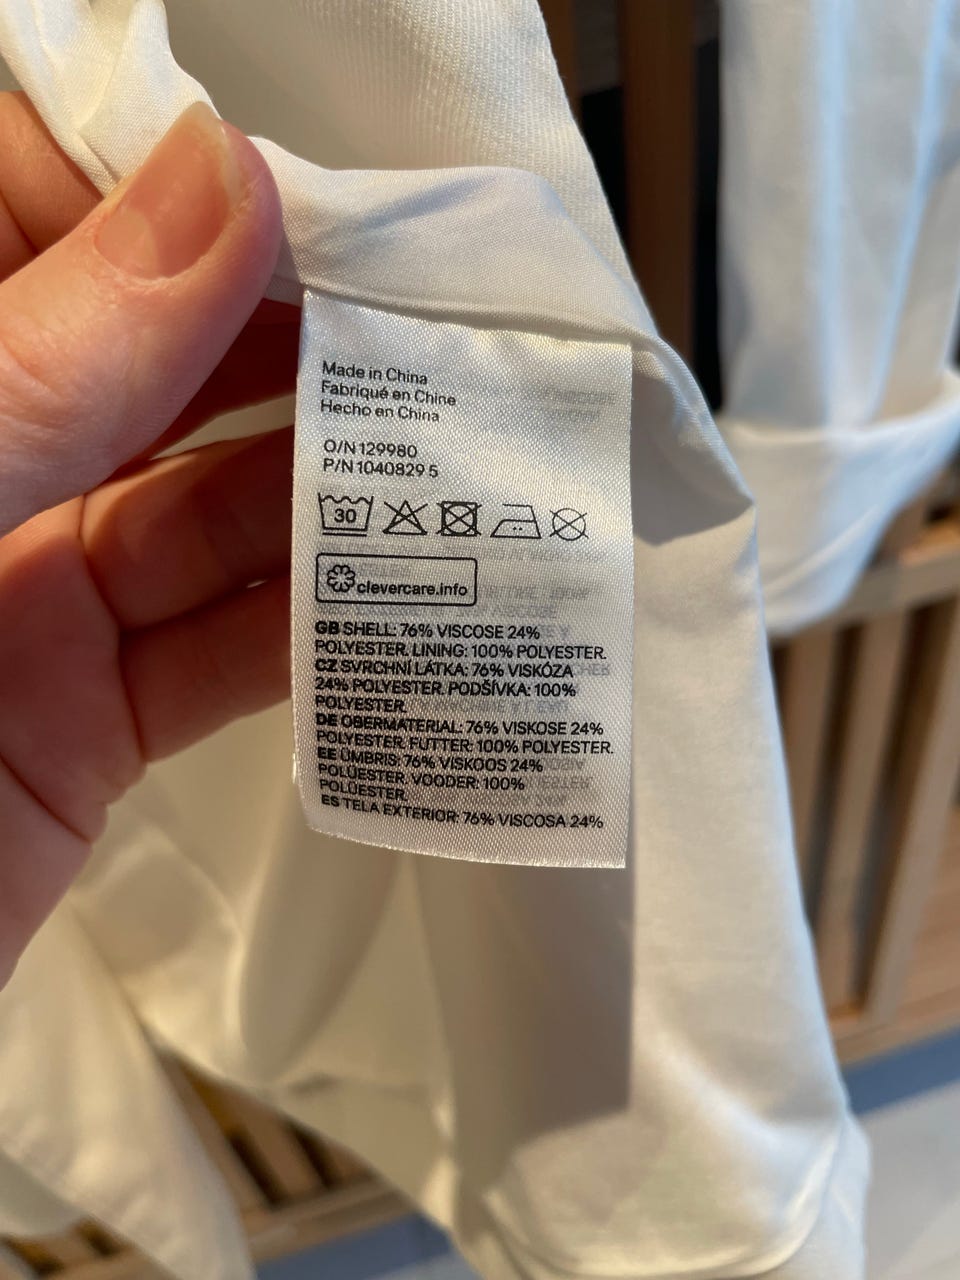 Made in China
Fabriqué en Chine
Hecho en China
O/N 129980
P/N 1040829 5
30
clevercare.info
GB SHELL: 76% VISCOSE 24%
POLYESTER. LINING: 100% POLYESTER.
CZ SVRCHNÍ LÁTKA: 76% VISKÓZA
24% POLYESTER. PODŠÍVKA: 100%
POLYESTER.
DE OBERMATERIAL: 76% VISKOSE 24%
POLYESTER. FUTTER: 100% POLYESTER.
EE ÜMBRIS: 76% VISKOOS 24%
POLÜESTER. VOODER: 100%
POLÜESTER.
ES TELA EXTERIOR: 76% VISCOSA 24%